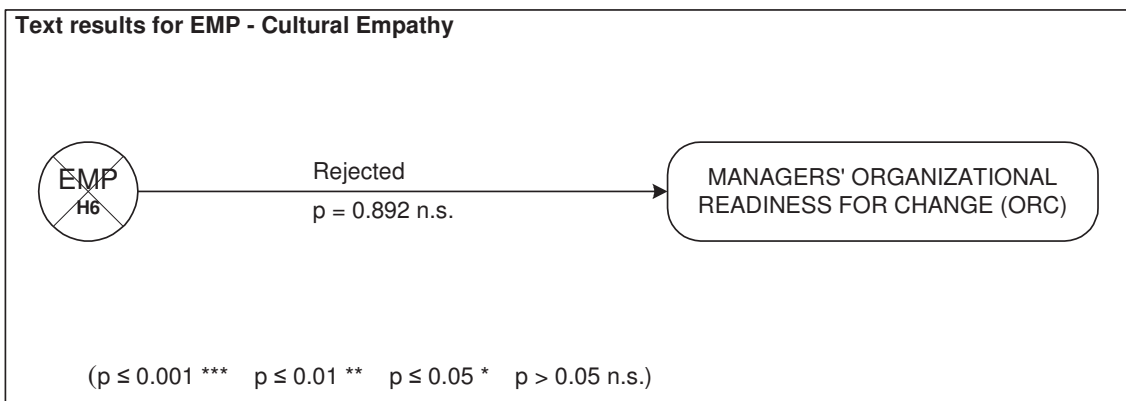 Text results for EMP - Cultural Empathy
EMP
H6
Rejected
p = 0.892 n.s.
MANAGERS' ORGANIZATIONAL
READINESS FOR CHANGE (ORC)
(p ≤ 0.001 *** p ≤ 0.01 ** p ≤ 0.05 * p > 0.05 n.s.)